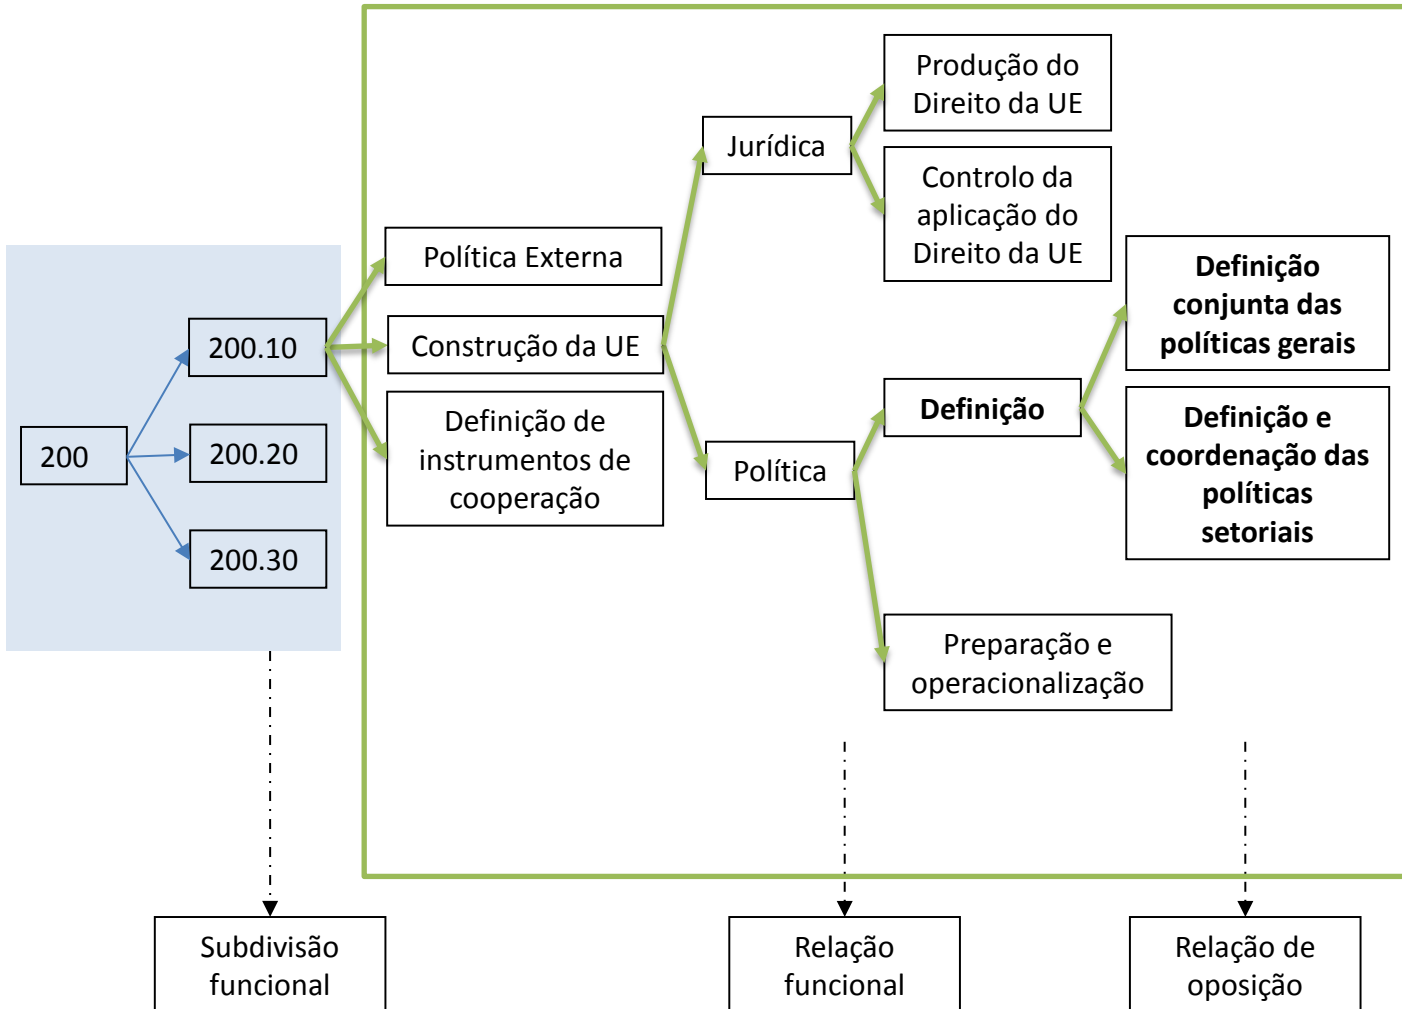 200
200.10
200.20
200.30
Política Externa
Construção da UE
Definição de
instrumentos de
cooperação
Jurídica
Política
Produção do
Direito da UE
Controlo da
aplicação do
Direito da UE
Definição
Preparação e
operacionalização
Definição
conjunta das
políticas gerais
Definição e
coordenação das
políticas
setoriais
Subdivisão
funcional
Relação
funcional
Relação de
oposição